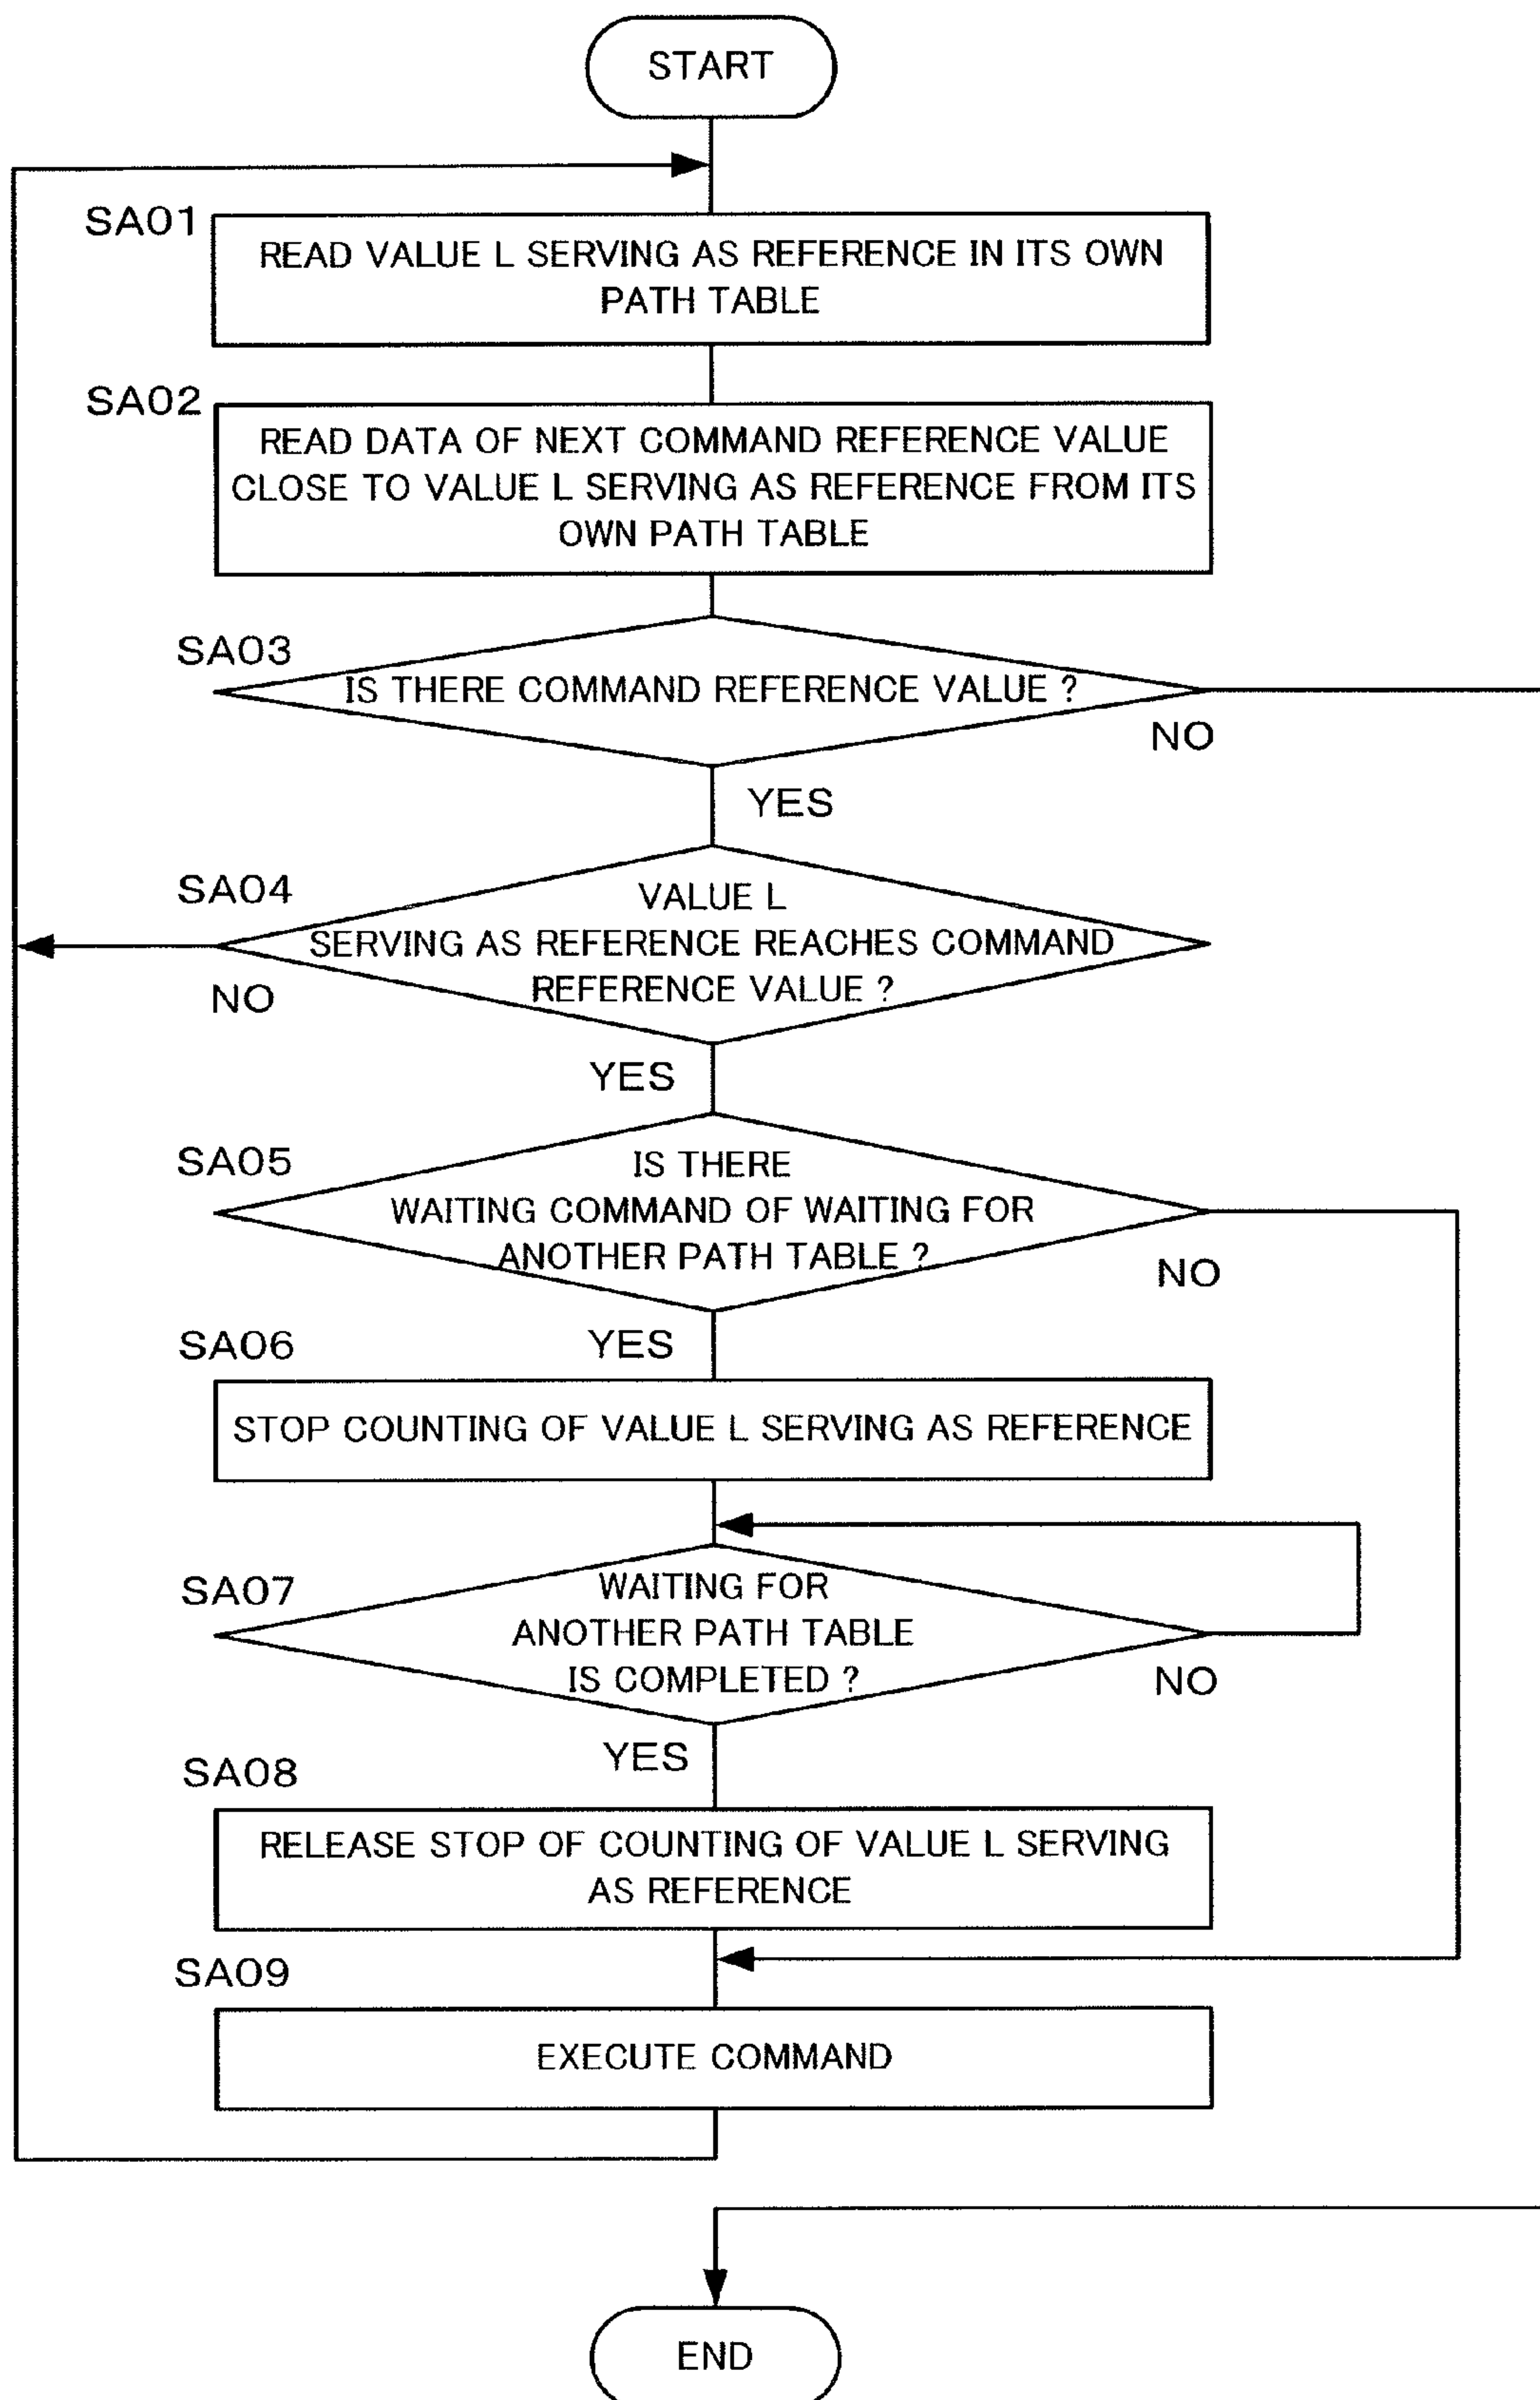 START
SA01
READ VALUE L SERVING AS REFERENCE IN ITS OWN
PATH TABLE
SA02
READ DATA OF NEXT COMMAND REFERENCE VALUE
CLOSE TO VALUE L SERVING AS REFERENCE FROM ITS
OWN PATH TABLE
SA03
IS THERE COMMAND REFERENCE VALUE ?
NO
YES
SA04
VALUE L
SERVING AS REFERENCE REACHES COMMAND
REFERENCE VALUE ?
NO
YES
SA05
IS THERE
WAITING COMMAND OF WAITING FOR
ANOTHER PATH TABLE ?
NO
YES
SA06
STOP COUNTING OF VALUE L SERVING AS REFERENCE
SA07
WAITING FOR
ANOTHER PATH TABLE
IS COMPLETED ?
NO
YES
SA08
RELEASE STOP OF COUNTING OF VALUE L SERVING
AS REFERENCE
SA09
EXECUTE COMMAND
END